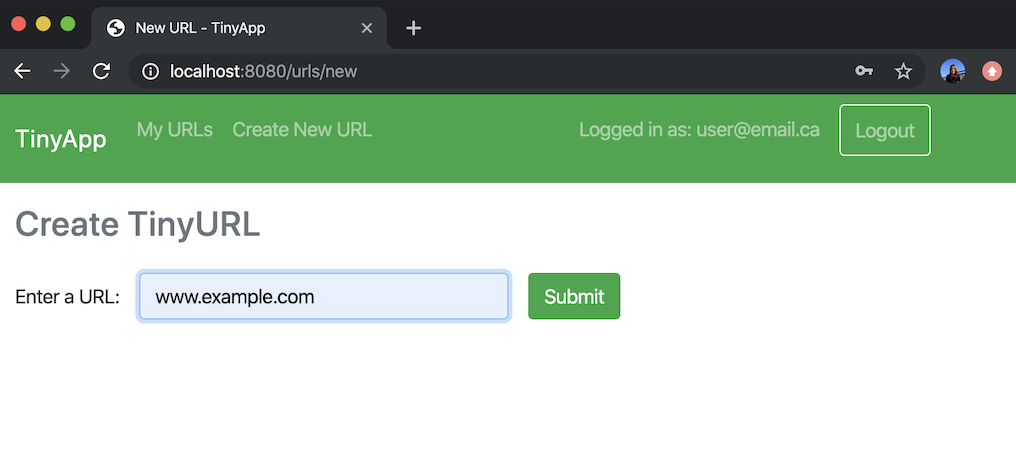 New URL - TinyApp
localhost:8080/urls/new
TinyApp My URLs Create New URL Logged in as: user@email.ca Logout
Create TinyURL
Enter a URL: www.example.com Submit